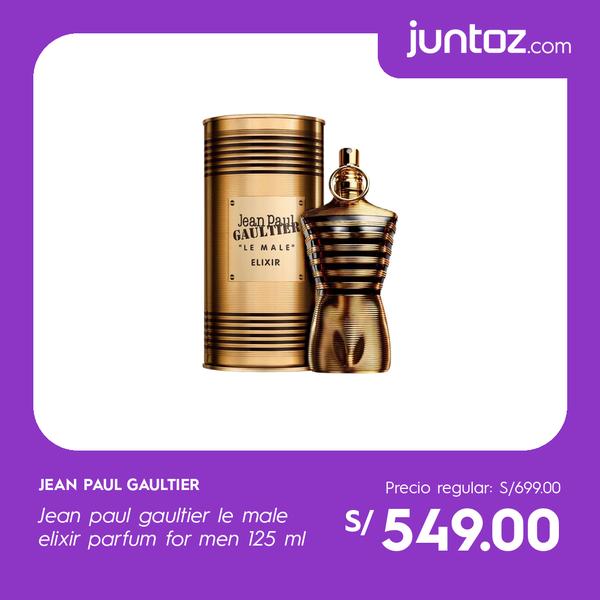 juntoz.com
Jean Paul
GAULTIER
"LE MALE"
ELIXIR
JEAN PAUL GAULTIER
Jean paul gaultier le male
elixir parfum for men 125 ml
Precio regular: S/699.00
S/ 549.00